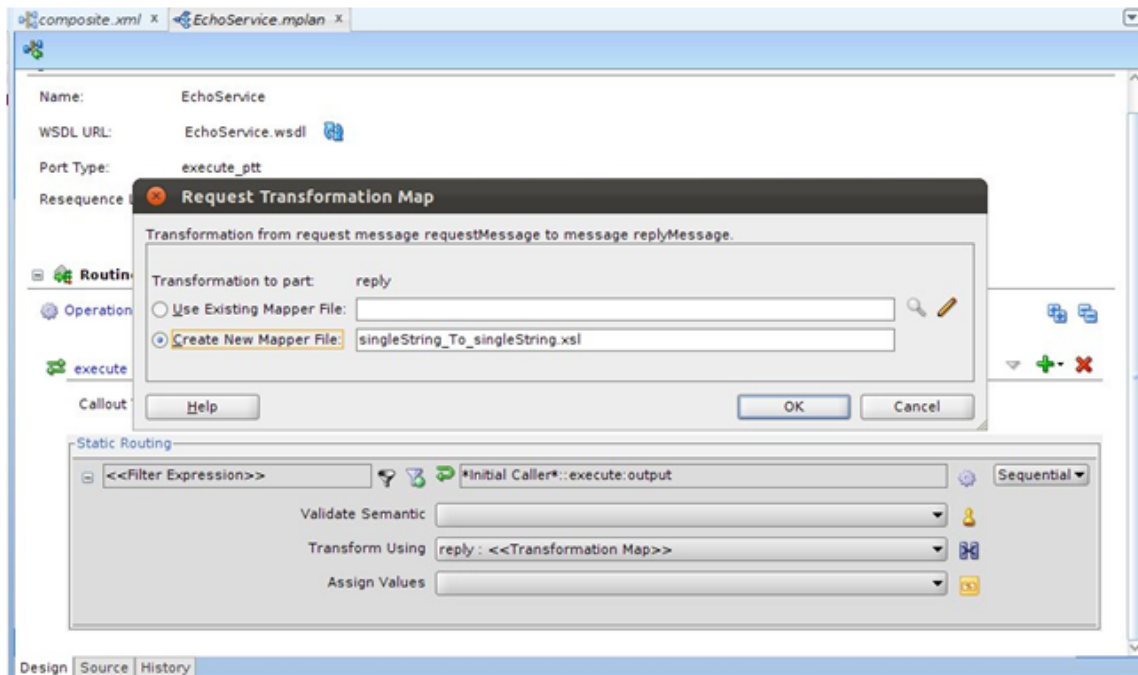 composite.xml x EchoService.mplan x
Name: EchoService
WSDL URL: EchoService.wsdl
Port Type: execute_ptt
Resequence
Request Transformation Map
Transformation from request message requestMessage to message replyMessage.
Transformation to part: reply
Use Existing Mapper File:
Create New Mapper File: singleString_To_singleString.xsl
Help OK Cancel
Routin
Operation
execute
Callout
Static Routing
<<Filter Expression>> *Initial Caller*::execute:output Sequential
Validate Semantic
Transform Using reply : <<Transformation Map>>
Assign Values
Design Source History